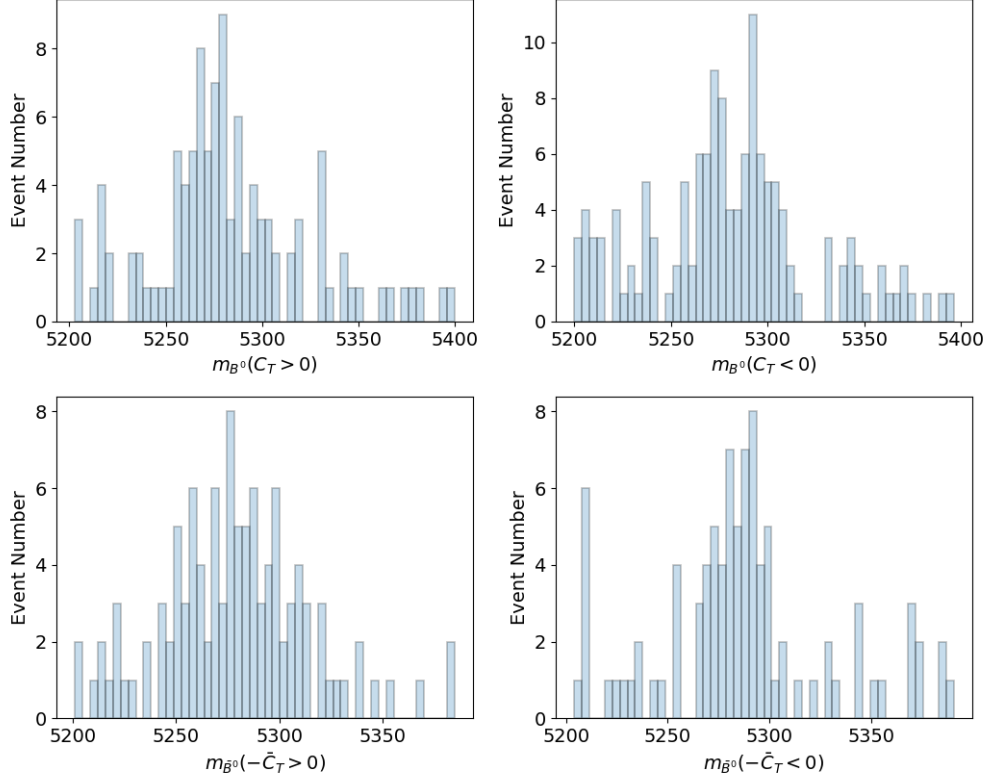 Event Number
8
6
4
2
0
5200 5250 5300 5350 5400
m_{B^0}(C_T > 0)
Event Number
10
8
6
4
2
0
5200 5250 5300 5350 5400
m_{B^0}(C_T < 0)
Event Number
8
6
4
2
0
5200 5250 5300 5350
m_{\bar{B}^0}(-\bar{C}_T > 0)
Event Number
8
6
4
2
0
5200 5250 5300 5350
m_{\bar{B}^0}(-\bar{C}_T < 0)